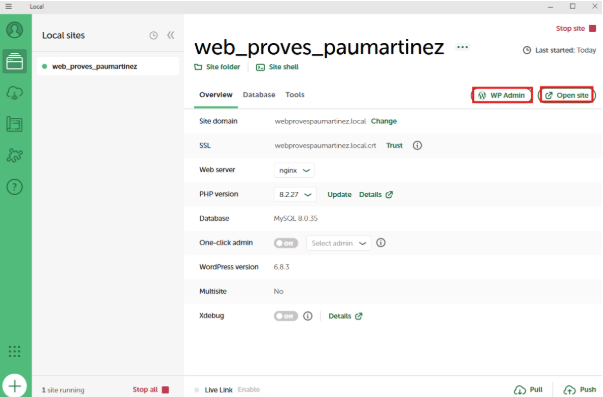 Local
Local sites
web_proves_paumartinez
1 site running
Stop all
Stop site
web_proves_paumartinez ...
Last started: Today
Site folder
Site shell
Overview Database Tools
WP Admin
Open site
Site domain webprovespaumartinez.local Change
SSL webprovespaumartinez.local.crt Trust
Web server nginx
PHP version 8.2.27 Update Details
Database MySQL 8.0.35
One-click admin Off Select admin
WordPress version 6.8.3
Multisite No
Xdebug Off Details
Live Link Enable
Pull
Push